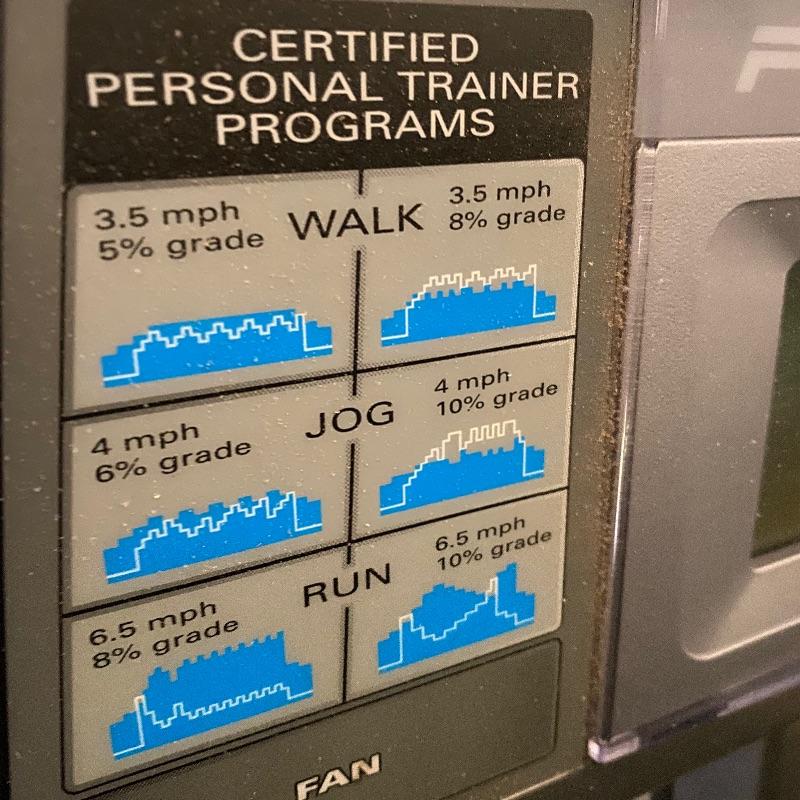 CERTIFIED
PERSONAL TRAINER
PROGRAMS
3.5 mph
5% grade
WALK
3.5 mph
8% grade
4 mph
6% grade
JOG
4 mph
10% grade
6.5 mph
8% grade
RUN
6.5 mph
10% grade
FAN